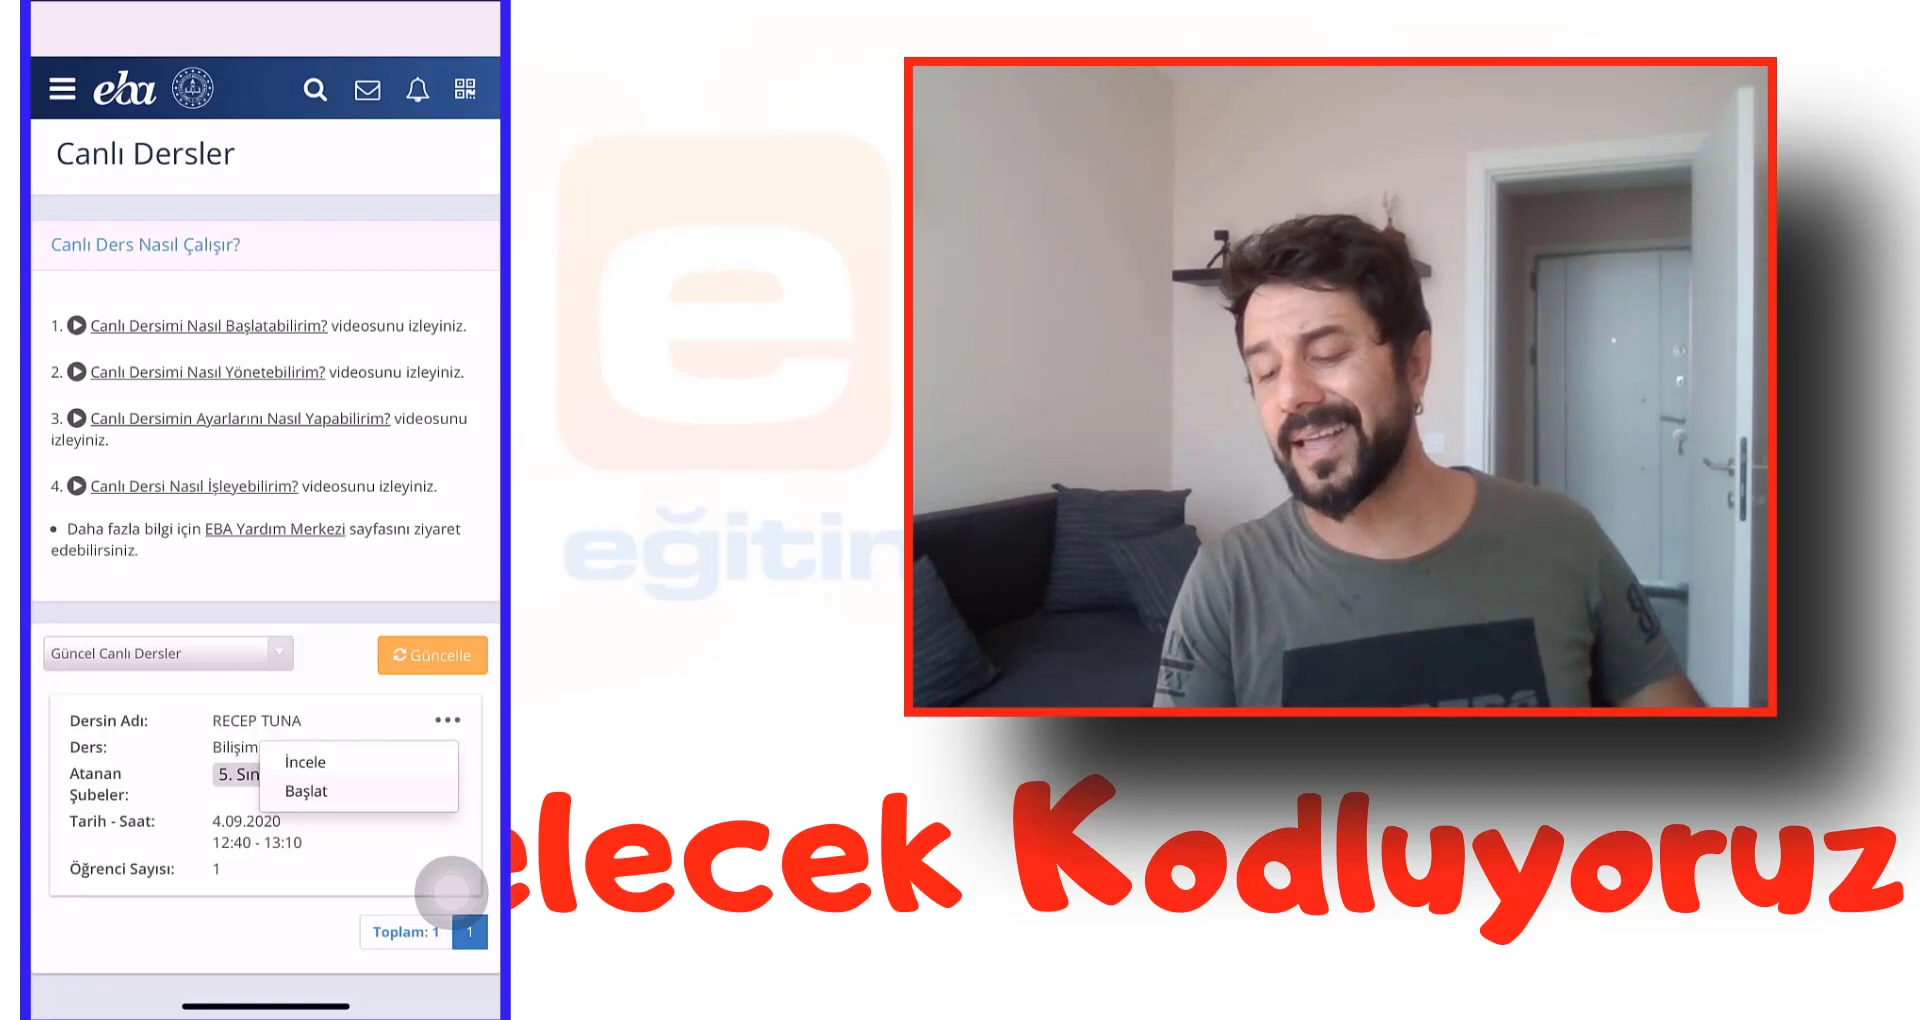 eba
Canlı Dersler
Canlı Ders Nasıl Çalışır?
1. Canlı Dersimi Nasıl Başlatabilirim? videosunu izleyiniz.
2. Canlı Dersimi Nasıl Yönetebilirim? videosunu izleyiniz.
3. Canlı Dersimin Ayarlarını Nasıl Yapabilirim? videosunu
izleyiniz.
4. Canlı Dersi Nasıl İşleyebilirim? videosunu izleyiniz.
• Daha fazla bilgi için EBA Yardım Merkezi sayfasını ziyaret
edebilirsiniz.
Güncel Canlı Dersler
Güncelle
Dersin Adı: RECEP TUNA
Ders: Bilişim
Atanan
Şubeler: 5. Sın
İncele
Başlat
Tarih - Saat: 4.09.2020
12:40 - 13:10
Öğrenci Sayısı: 1
Toplam: 1 1
e
eğitim
elecek Kodluyoruz